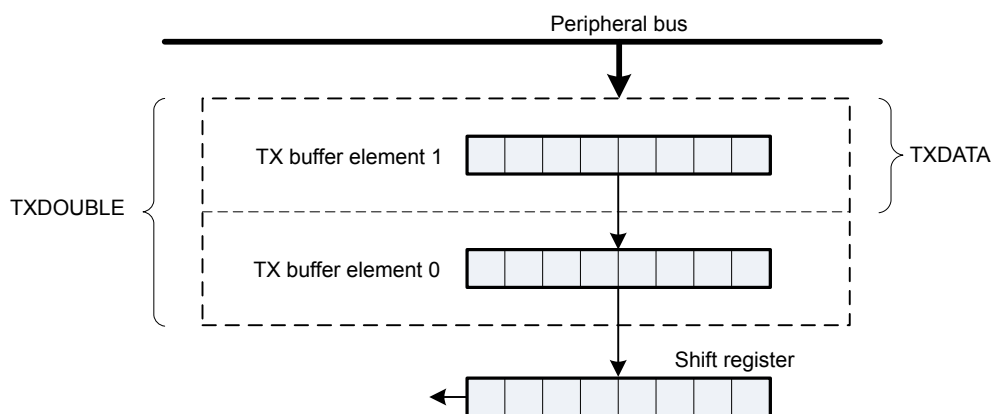 Peripheral bus
TX buffer element 1
TXDATA
TXDOUBLE
TX buffer element 0
Shift register